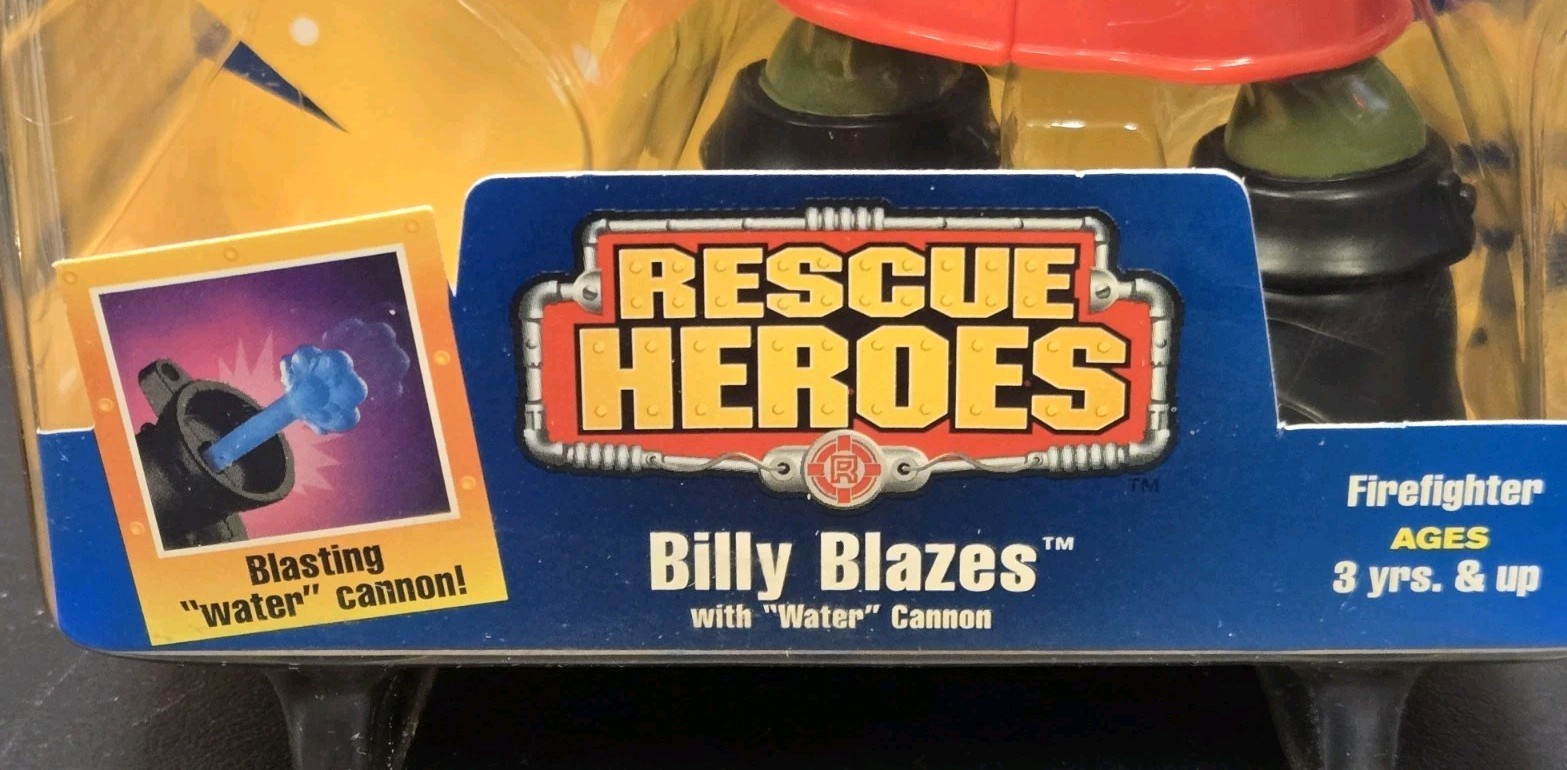 RESCUE
HEROES
TM
R
Billy Blazes™
with "Water" Cannon
Blasting
"water" cannon!
Firefighter
AGES
3 yrs. & up